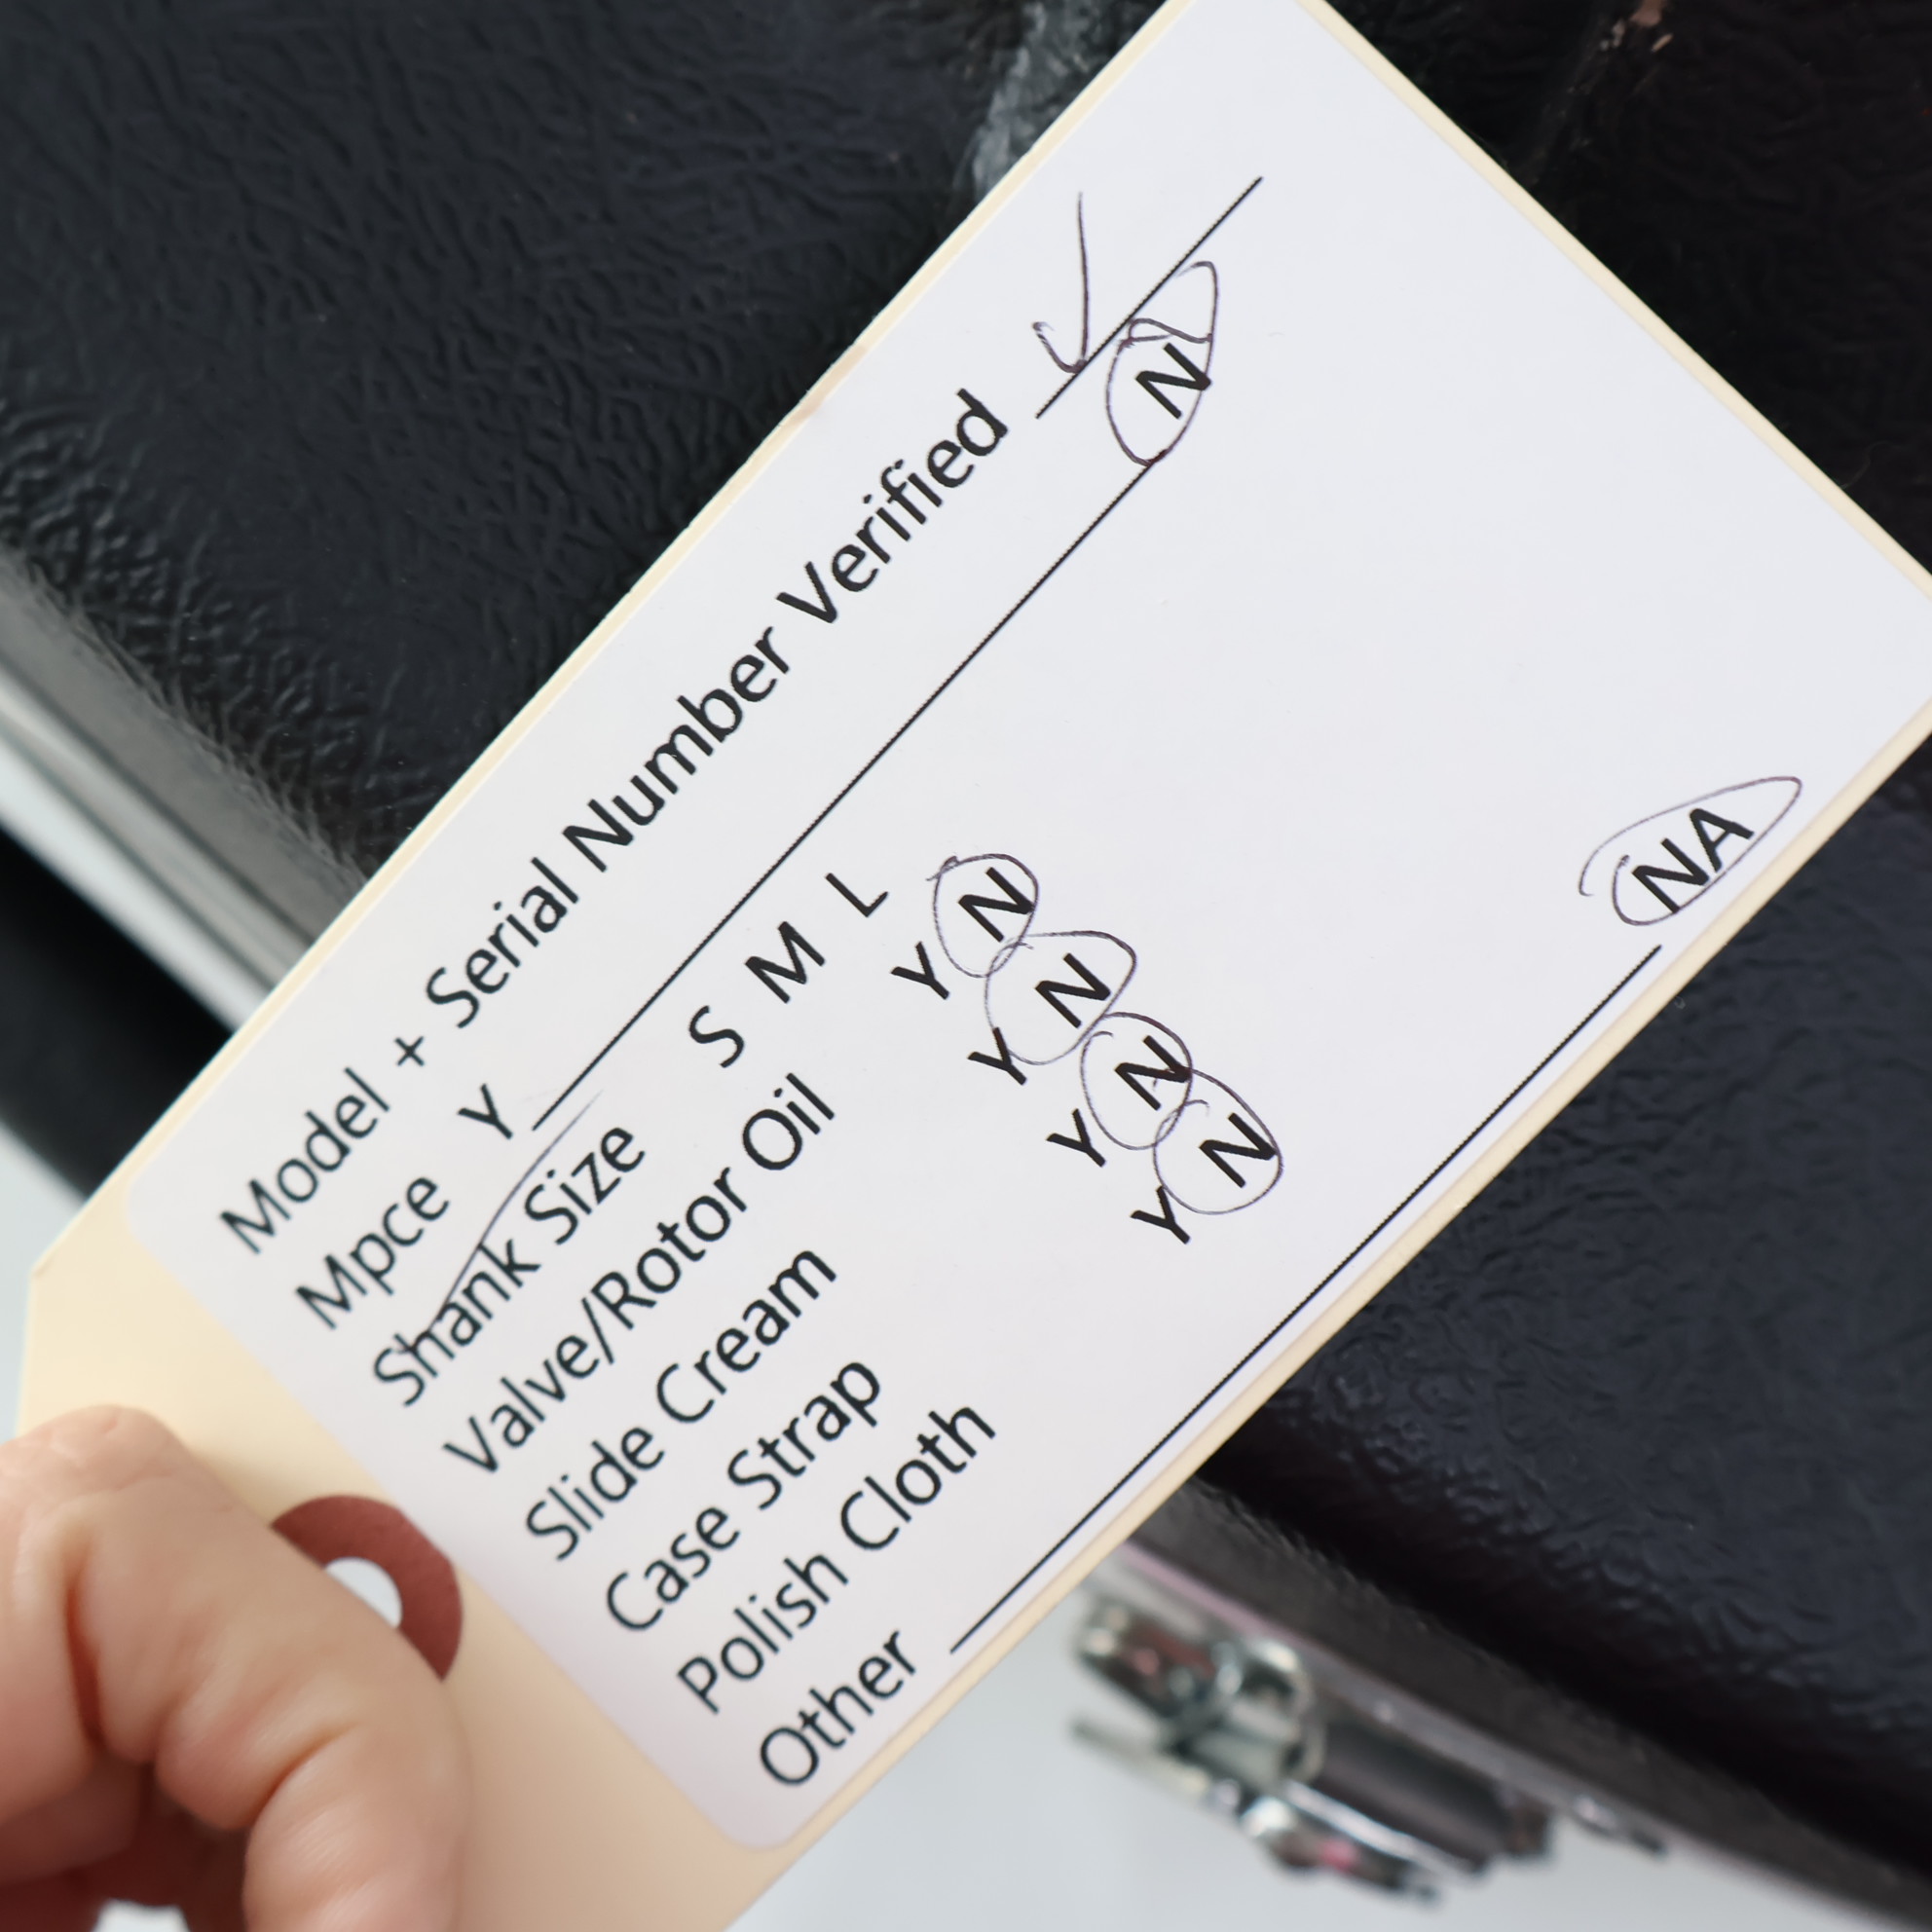 Model + Serial Number Verified ✓
Mpce Y N
Shank Size S M L
Valve/Rotor Oil Y N
Slide Cream Y N
Case Strap Y N
Polish Cloth Y N
Other NA